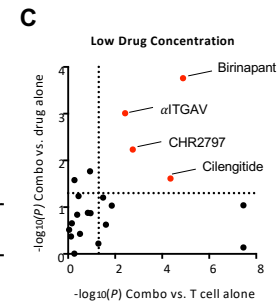 C
Low Drug Concentration
-log10(P) Combo vs. drug alone
4
3
2
1
0
Birinapant
αITGAV
CHR2797
Cilengitide
0 2 4 6 8
-log10(P) Combo vs. T cell alone